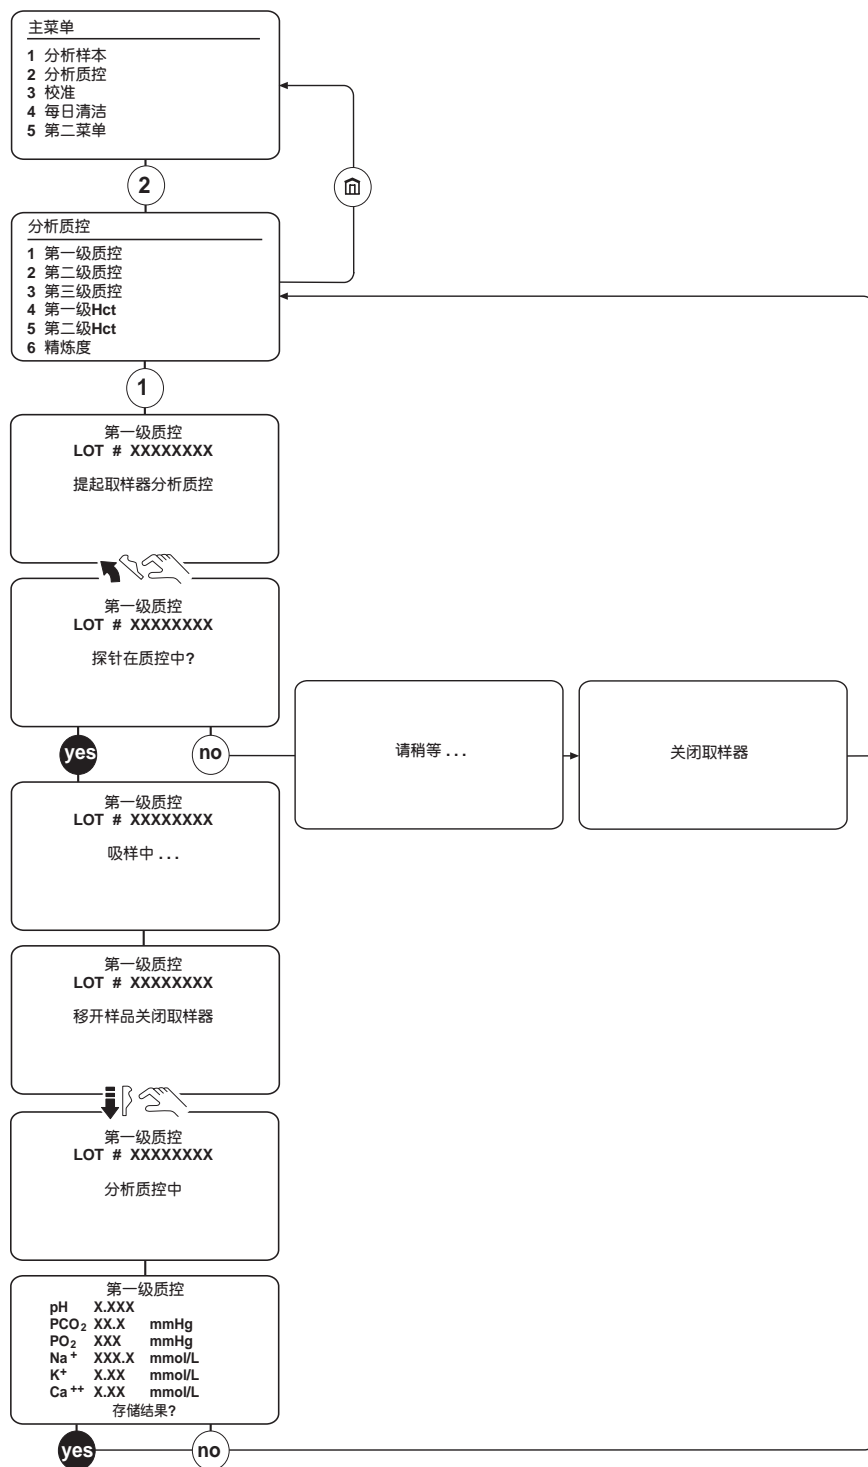 主菜单
1 分析样本
2 分析质控
3 校准
4 每日清洁
5 第二菜单
2
分析质控
1 第一级质控
2 第二级质控
3 第三级质控
4 第一级Hct
5 第二级Hct
6 精炼度
1
第一级质控
LOT # XXXXXXXX
提起取样器分析质控
第一级质控
LOT # XXXXXXXX
探针在质控中?
yes
no
请稍等 . . .
关闭取样器
第一级质控
LOT # XXXXXXXX
吸样中 . . .
第一级质控
LOT # XXXXXXXX
移开样品关闭取样器
第一级质控
LOT # XXXXXXXX
分析质控中
第一级质控
pH X.XXX
PCO₂ XX.X mmHg
PO₂ XXX mmHg
Na⁺ XXX.X mmol/L
K⁺ X.XX mmol/L
Ca⁺⁺ X.XX mmol/L
存储结果?
yes
no